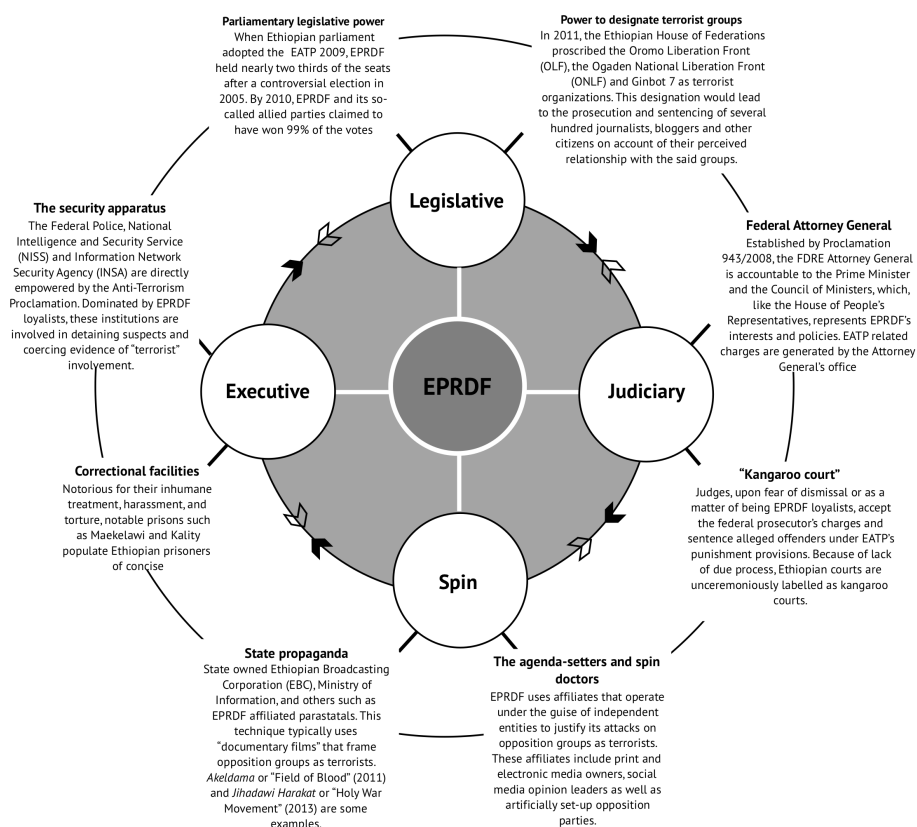 Parliamentary legislative power
When Ethiopian parliament
adopted the EATP 2009, EPRDF
held nearly two thirds of the seats
after a controversial election in
2005. By 2010, EPRDF and its so-
called allied parties claimed to
have won 99% of the votes
Power to designate terrorist groups
In 2011, the Ethiopian House of Federations
proscribed the Oromo Liberation Front
(OLF), the Ogaden National Liberation Front
(ONLF) and Ginbot 7 as terrorist
organizations. This designation would lead
to the prosecution and sentencing of several
hundred journalists, bloggers and other
citizens on account of their perceived
relationship with the said groups.
Legislative
The security apparatus
The Federal Police, National
Intelligence and Security Service
(NISS) and Information Network
Security Agency (INSA) are directly
empowered by the Anti-Terrorism
Proclamation. Dominated by EPRDF
loyalists, these institutions are
involved in detaining suspects and
coercing evidence of “terrorist”
involvement.
Federal Attorney General
Established by Proclamation
943/2008, the FDRE Attorney General
is accountable to the Prime Minister
and the Council of Ministers, which,
like the House of People’s
Representatives, represents EPRDF’s
interests and policies. EATP related
charges are generated by the Attorney
General’s office
Executive
EPRDF
Judiciary
Correctional facilities
Notorious for their inhumane
treatment, harassment, and
torture, notable prisons such
as Maekelawi and Kality
populate Ethiopian prisoners
of concise
“Kangaroo court”
Judges, upon fear of dismissal or as a
matter of being EPRDF loyalists, accept
the federal prosecutor’s charges and
sentence alleged offenders under EATP’s
punishment provisions. Because of lack
of due process, Ethiopian courts are
unceremoniously labelled as kangaroo
courts.
Spin
State propaganda
State owned Ethiopian Broadcasting
Corporation (EBC), Ministry of
Information, and others such as
EPRDF affiliated parastatals. This
technique typically uses
“documentary films” that frame
opposition groups as terrorists.
Akeldama or “Field of Blood” (2011)
and Jihadawi Harakat or “Holy War
Movement” (2013) are some
examples.
The agenda-setters and spin
doctors
EPRDF uses affiliates that operate
under the guise of independent
entities to justify its attacks on
opposition groups as terrorists.
These affiliates include print and
electronic media owners, social
media opinion leaders as well as
artificially set-up opposition
parties.